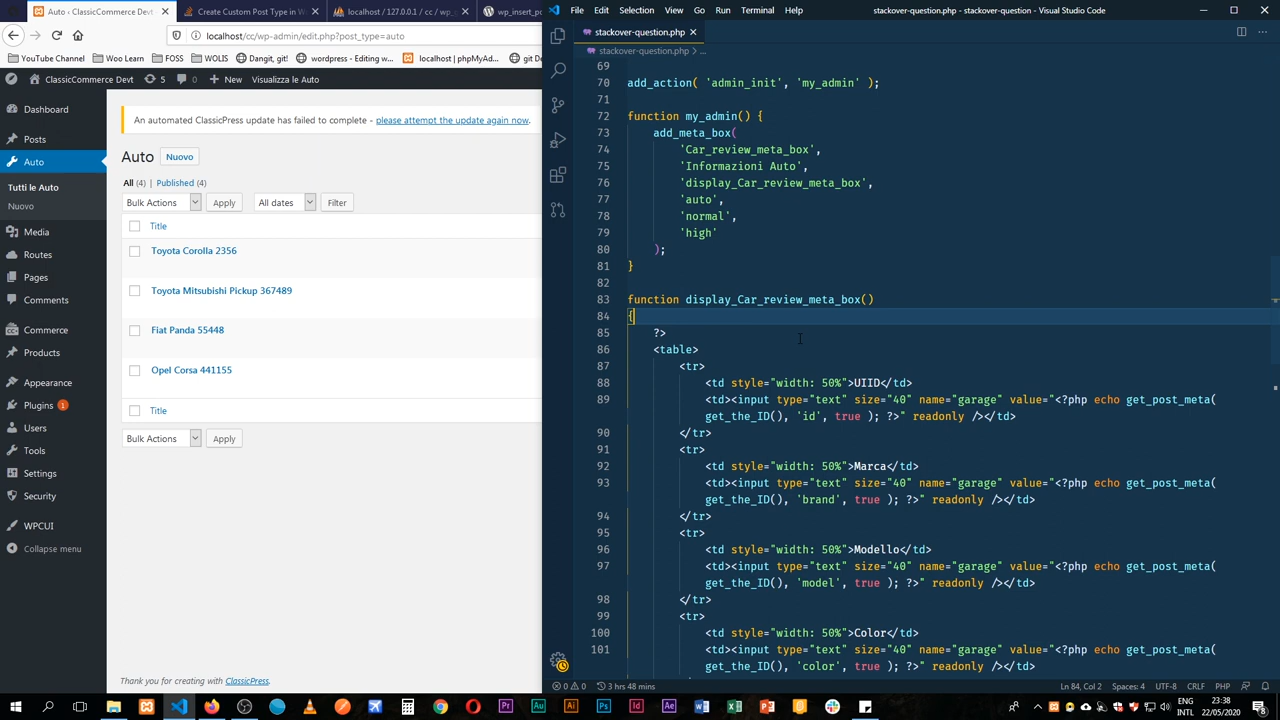 Auto ‹ ClassicCommerce Devt -
Create Custom Post Type in W
localhost / 127.0.0.1 / cc / wp_
wp_insert_po
localhost/cc/wp-admin/edit.php?post_type=auto
YouTube Channel
Woo Learn
FOSS
WOLIS
Dangit, git!
wordpress - Editing w...
localhost | phpMyAd...
git
ClassicCommerce Devt
5
0
New
Visualizza le Auto
Dashboard
Posts
Auto
Tutti le Auto
Nuovo
Media
Routes
Pages
Comments
Commerce
Products
Appearance
Plugins 1
Users
Tools
Settings
Security
WPCUI
Collapse menu
An automated ClassicPress update has failed to complete - please attempt the update again now.
Auto Nuovo
All (4) | Published (4)
Bulk Actions Apply All dates Filter
Title
Toyota Corolla 2356
Toyota Mitsubishi Pickup 367489
Fiat Panda 55448
Opel Corsa 441155
Title
Bulk Actions Apply
Thank you for creating with ClassicPress.
File Edit Selection View Go Run Terminal Help
stackover-question.php - stackover-question - Visual Studio Code
stackover-question.php
stackover-question.php > ...
69
70 add_action( 'admin_init', 'my_admin' );
71
72 function my_admin() {
73 add_meta_box(
74 'Car_review_meta_box',
75 'Informazioni Auto',
76 'display_Car_review_meta_box',
77 'auto',
78 'normal',
79 'high'
80 );
81 }
82
83 function display_Car_review_meta_box()
84 {
85 ?>
86 <table>
87 <tr>
88 <td style="width: 50%">UIID</td>
89 <td><input type="text" size="40" name="garage" value="<?php echo get_post_meta(
get_the_ID(), 'id', true ); ?>" readonly /></td>
90 </tr>
91 <tr>
92 <td style="width: 50%">Marca</td>
93 <td><input type="text" size="40" name="garage" value="<?php echo get_post_meta(
get_the_ID(), 'brand', true ); ?>" readonly /></td>
94 </tr>
95 <tr>
96 <td style="width: 50%">Modello</td>
97 <td><input type="text" size="40" name="garage" value="<?php echo get_post_meta(
get_the_ID(), 'model', true ); ?>" readonly /></td>
98 </tr>
99 <tr>
100 <td style="width: 50%">Color</td>
101 <td><input type="text" size="40" name="garage" value="<?php echo get_post_meta(
get_the_ID(), 'color', true ); ?>" readonly /></td>
0 0 3 hrs 48 mins
Ln 84, Col 2 Spaces: 4 UTF-8 CRLF PHP
ENG
INTL
23:38
22/05/2020